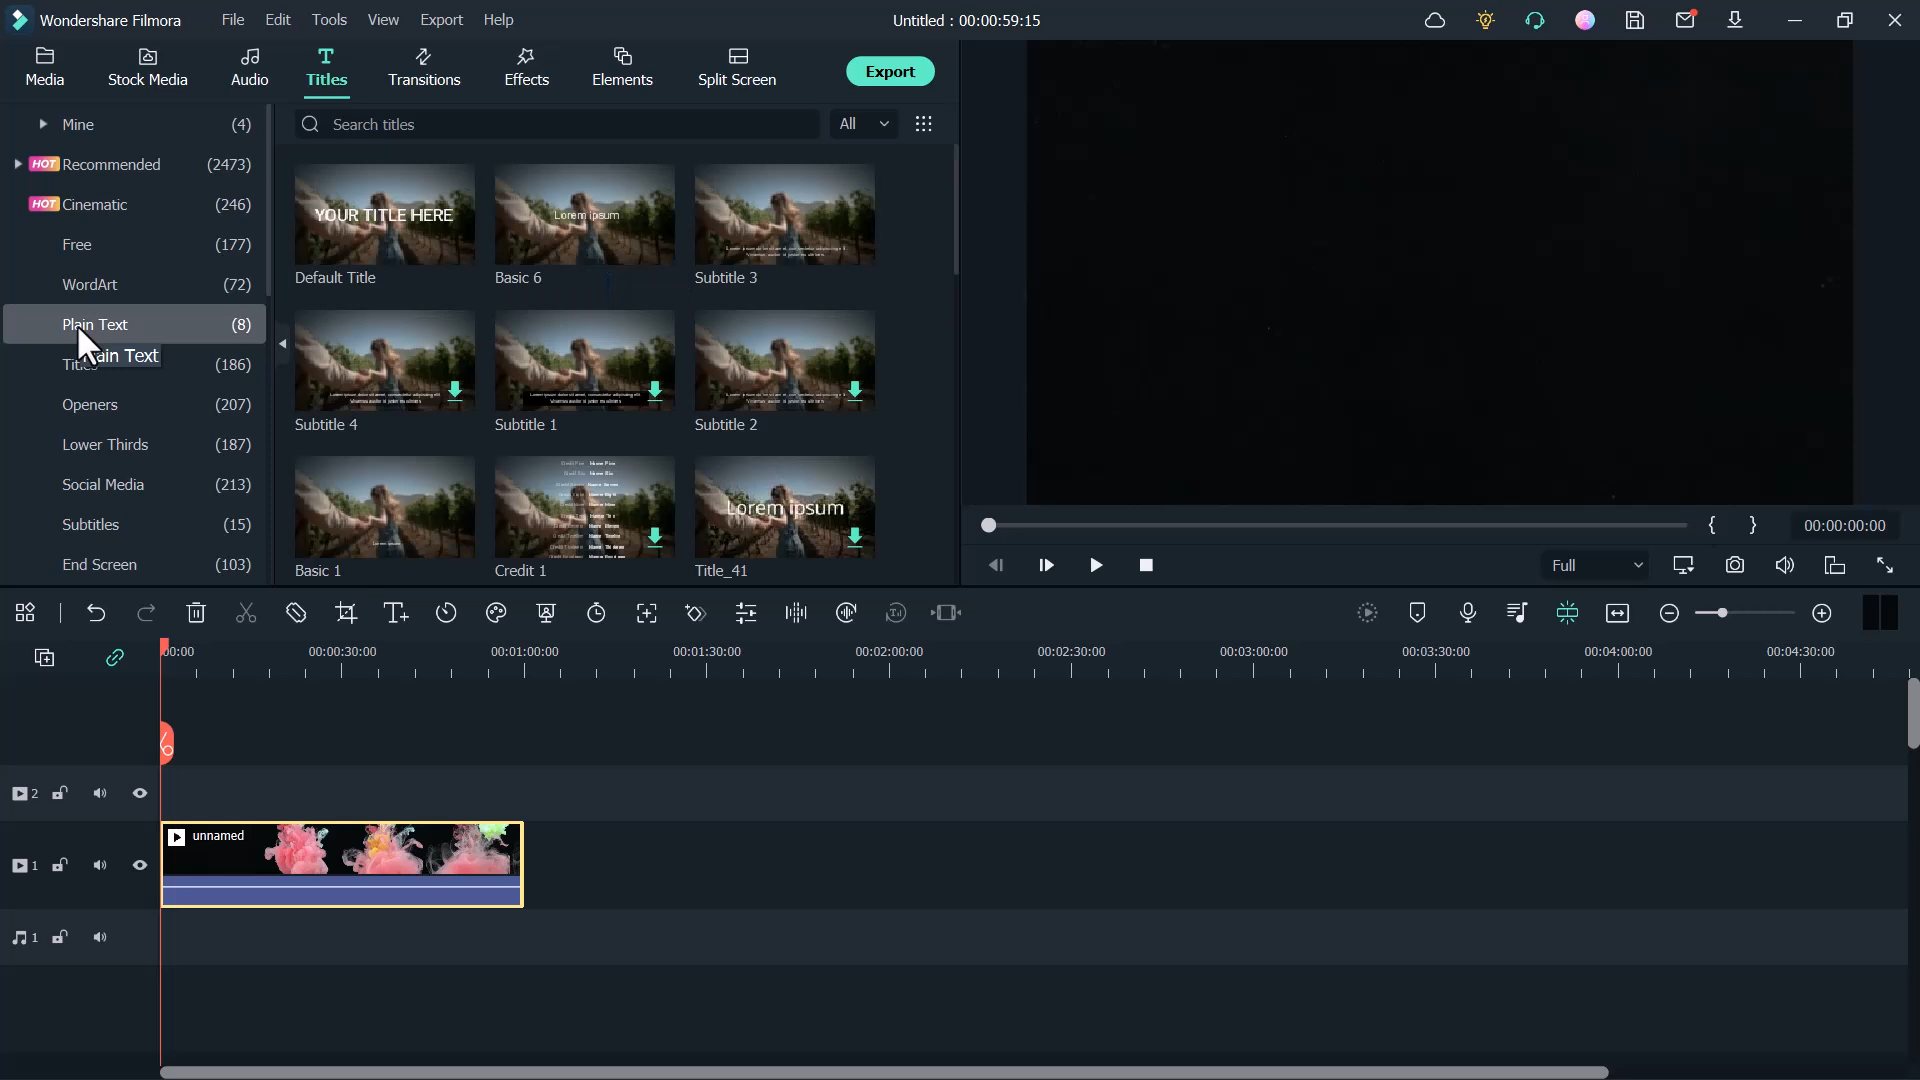 Wondershare Filmora File Edit Tools View Export Help Untitled : 00:00:59:15
Media Stock Media Audio Titles Transitions Effects Elements Split Screen Export
Mine (4)
HOT Recommended (2473)
HOT Cinematic (246)
Free (177)
WordArt (72)
Plain Text (8)
Plain Text
Titles (186)
Openers (207)
Lower Thirds (187)
Social Media (213)
Subtitles (15)
End Screen (103)
Search titles All
YOUR TITLE HERE Lorem ipsum
Default Title Basic 6 Subtitle 3
Subtitle 4 Subtitle 1 Subtitle 2
Lorem ipsum
Basic 1 Credit 1 Title_41
{ } 00:00:00:00
Full
00:00 00:00:30:00 00:01:00:00 00:01:30:00 00:02:00:00 00:02:30:00 00:03:00:00 00:03:30:00 00:04:00:00 00:04:30:00
2
unnamed
1
1